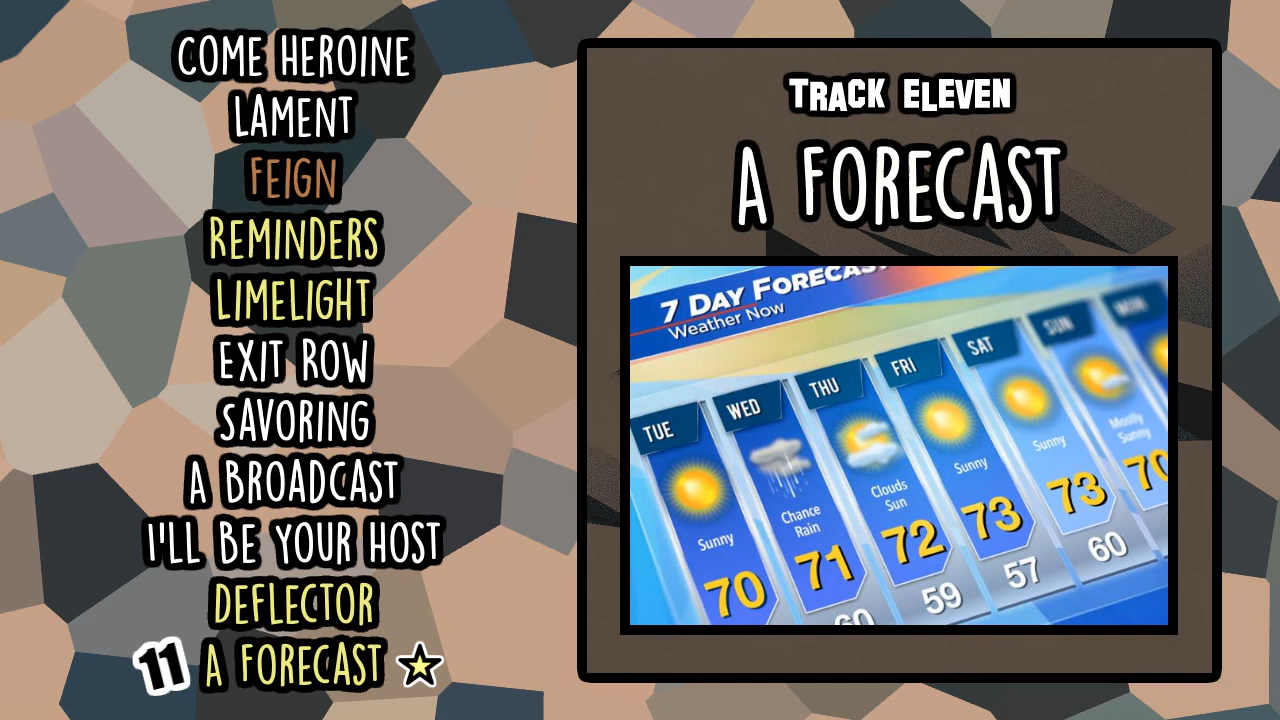 COME HEROINE
LAMENT
FEIGN
REMINDERS
LIMELIGHT
EXIT ROW
SAVORING
A BROADCAST
I'LL BE YOUR HOST
DEFLECTOR
11 A FORECAST
TRACK ELEVEN
A FORECAST
7 DAY FORECAST
Weather Now
TUE WED THU FRI SAT SUN MON
Sunny
Chance Rain
Clouds Sun
Sunny
Sunny
Mostly Sunny
70 71 72 73 73 70
60 59 57 60